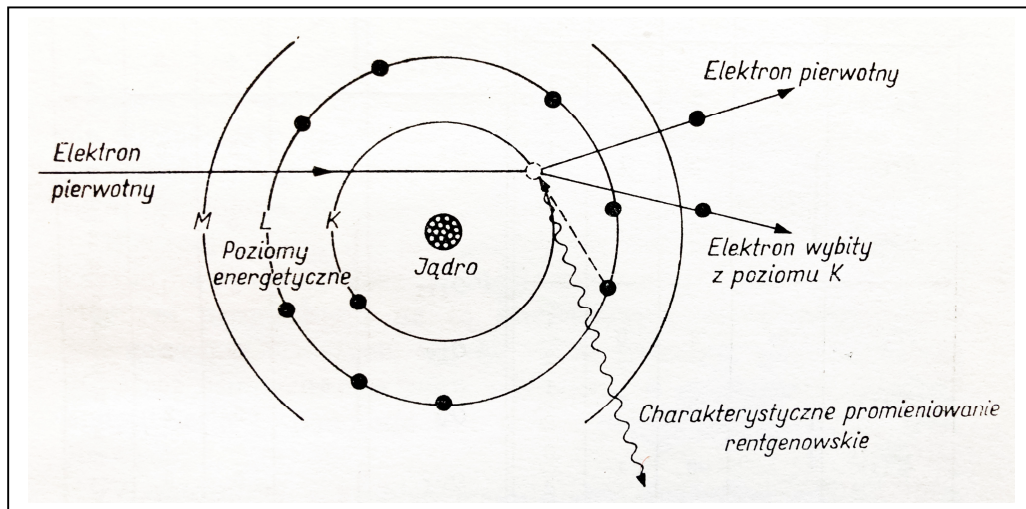 Elektron pierwotny
Elektron
pierwotny
M
L
K
Poziomy
energetyczne
Jądro
Elektron wybity
z poziomu K
Charakterystyczne promieniowanie
rentgenowskie